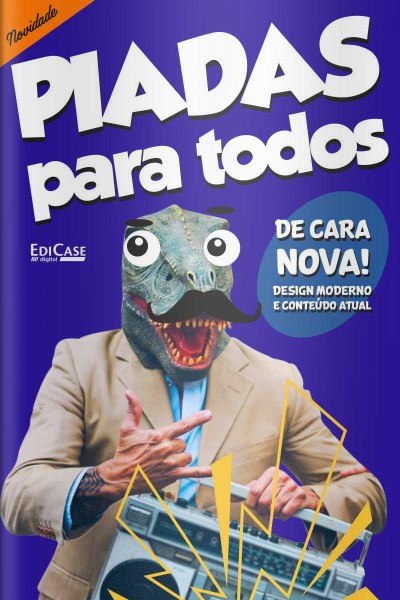 Novidade
PIADAS
para todos
EDICASE
digital
DE CARA
NOVA!
DESIGN MODERNO
E CONTEÚDO ATUAL